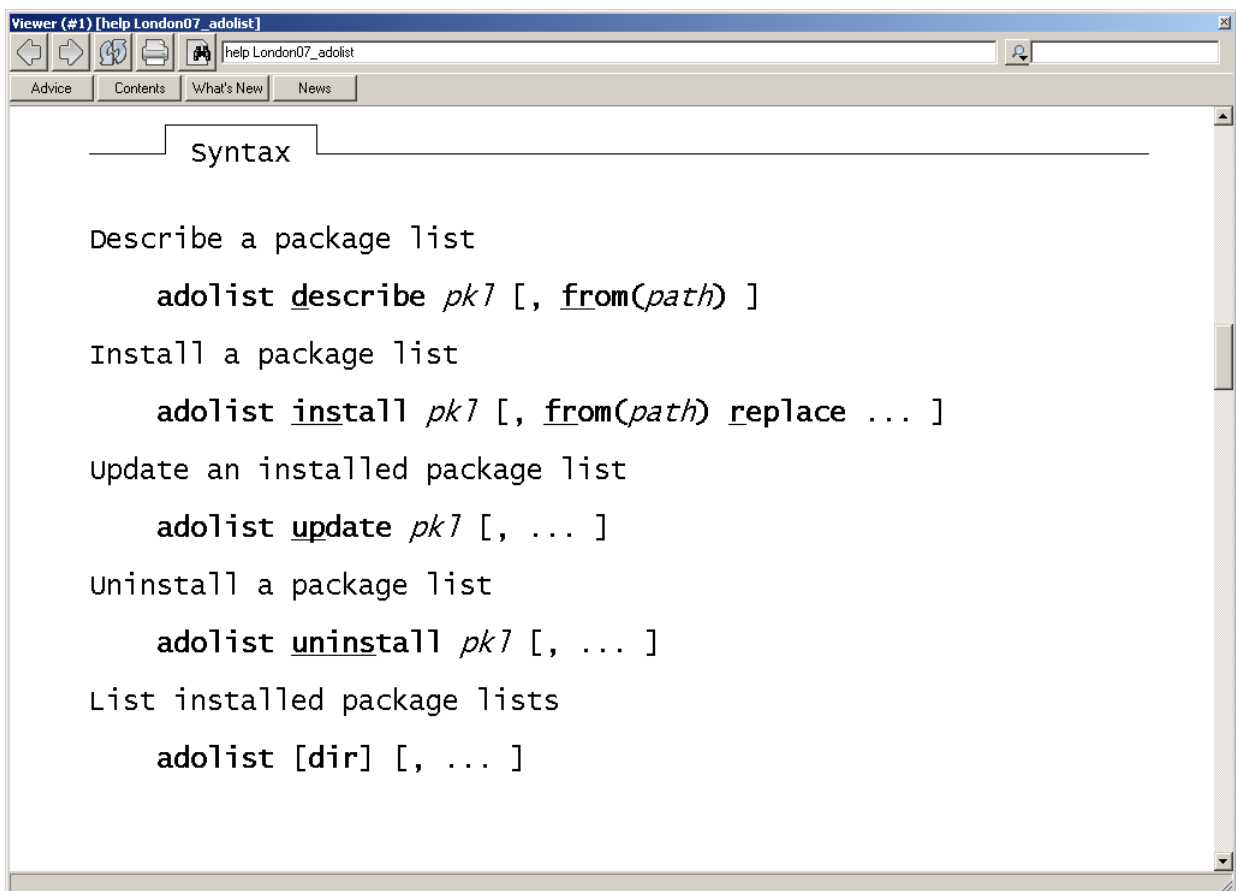 Viewer (#1) [help London07_adolist]
help London07_adolist
Advice Contents What's New News
Syntax
Describe a package list
adolist describe pkl [, from(path) ]
Install a package list
adolist install pkl [, from(path) replace ... ]
Update an installed package list
adolist update pkl [, ... ]
Uninstall a package list
adolist uninstall pkl [, ... ]
List installed package lists
adolist [dir] [, ... ]